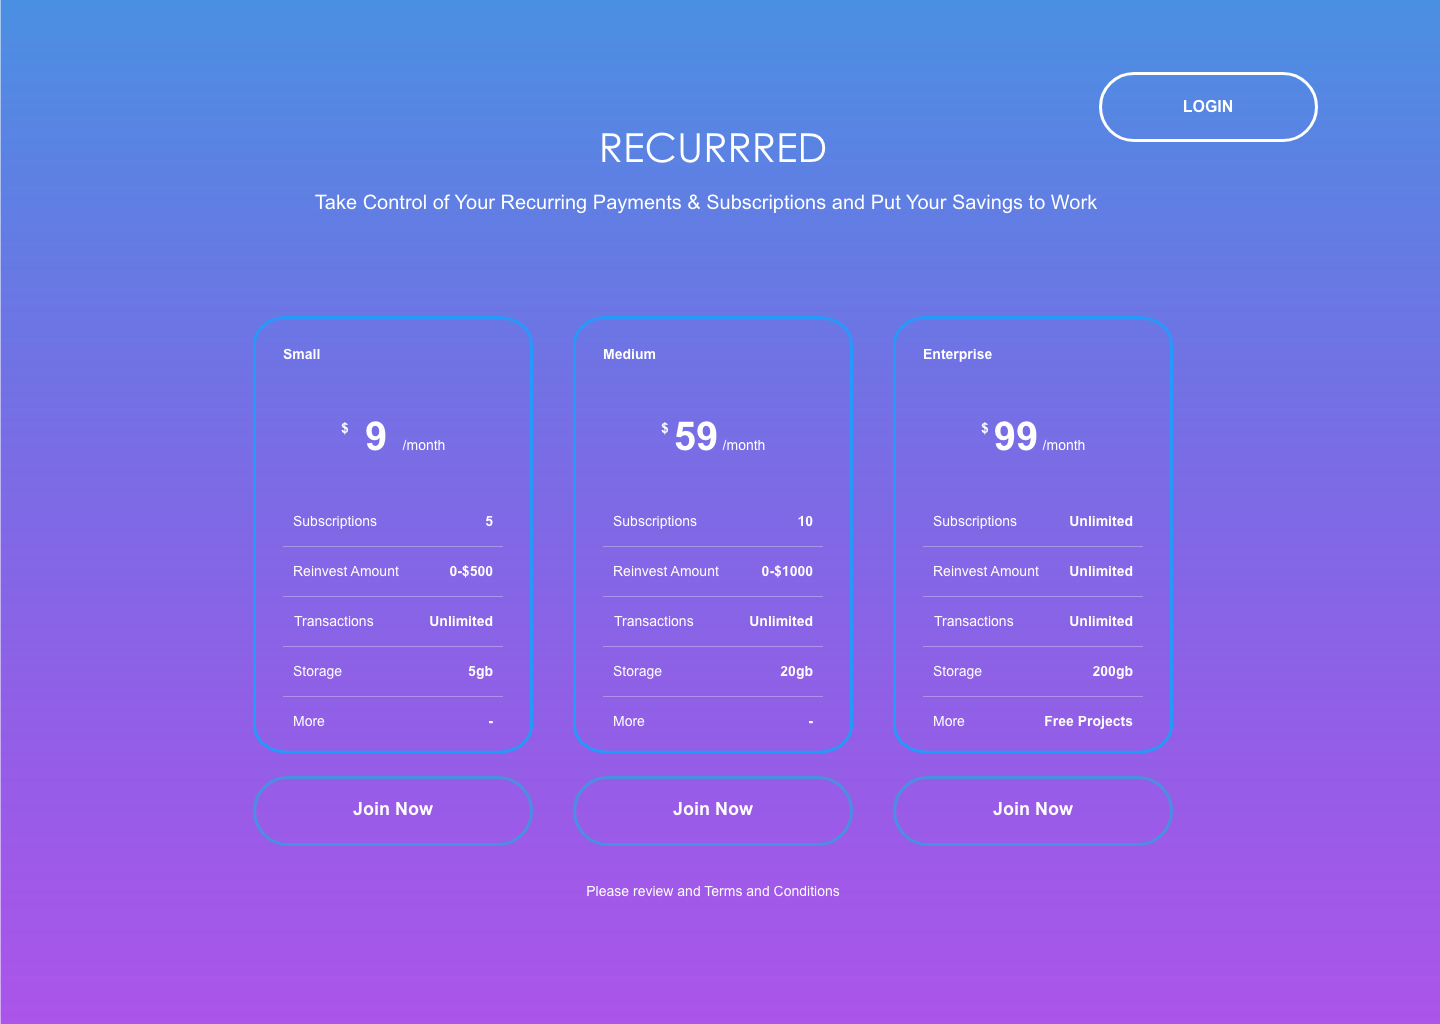 LOGIN
RECURRRED
Take Control of Your Recurring Payments & Subscriptions and Put Your Savings to Work
Small
$ 9 /month
Subscriptions 5
Reinvest Amount 0-$500
Transactions Unlimited
Storage 5gb
More -
Join Now
Medium
$ 59 /month
Subscriptions 10
Reinvest Amount 0-$1000
Transactions Unlimited
Storage 20gb
More -
Join Now
Enterprise
$ 99 /month
Subscriptions Unlimited
Reinvest Amount Unlimited
Transactions Unlimited
Storage 200gb
More Free Projects
Join Now
Please review and Terms and Conditions